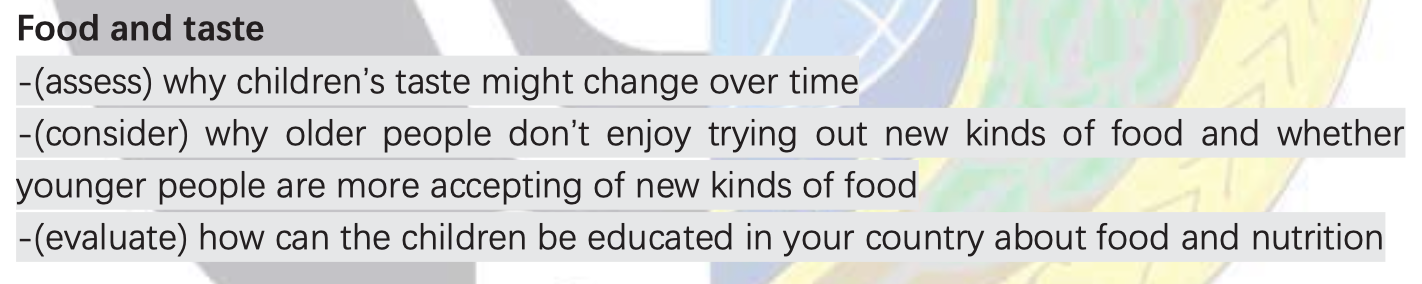 Food and taste
-(assess) why children's taste might change over time
-(consider) why older people don't enjoy trying out new kinds of food and whether
younger people are more accepting of new kinds of food
-(evaluate) how can the children be educated in your country about food and nutrition